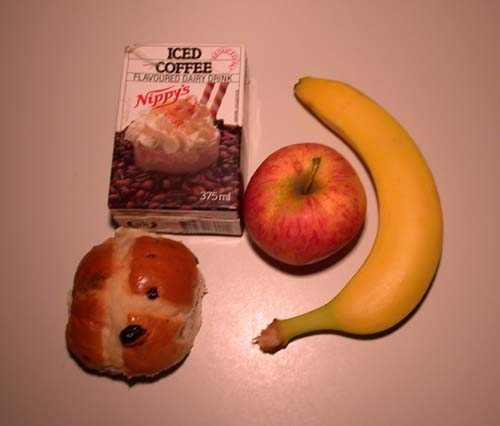 ICED
COFFEE
FLAVOURED DAIRY DRINK
Nippy's
375ml